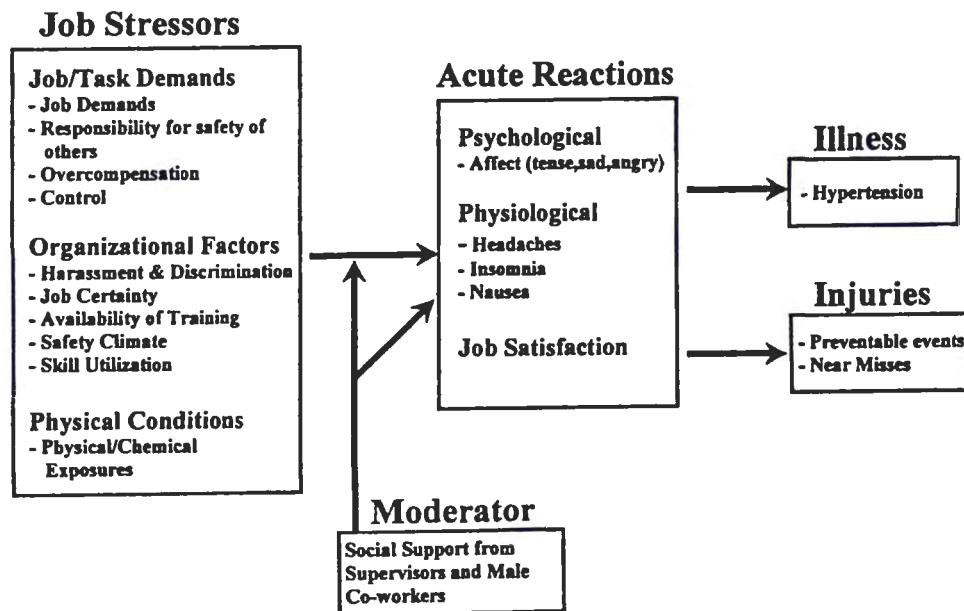 Job Stressors
Job/Task Demands
- Job Demands
- Responsibility for safety of
others
- Overcompensation
- Control
Organizational Factors
- Harassment & Discrimination
- Job Certainty
- Availability of Training
- Safety Climate
- Skill Utilization
Physical Conditions
- Physical/Chemical
Exposures
Acute Reactions
Psychological
- Affect (tense,sad,angry)
Physiological
- Headaches
- Insomnia
- Nausea
Job Satisfaction
Illness
- Hypertension
Injuries
- Preventable events
- Near Misses
Moderator
Social Support from
Supervisors and Male
Co-workers